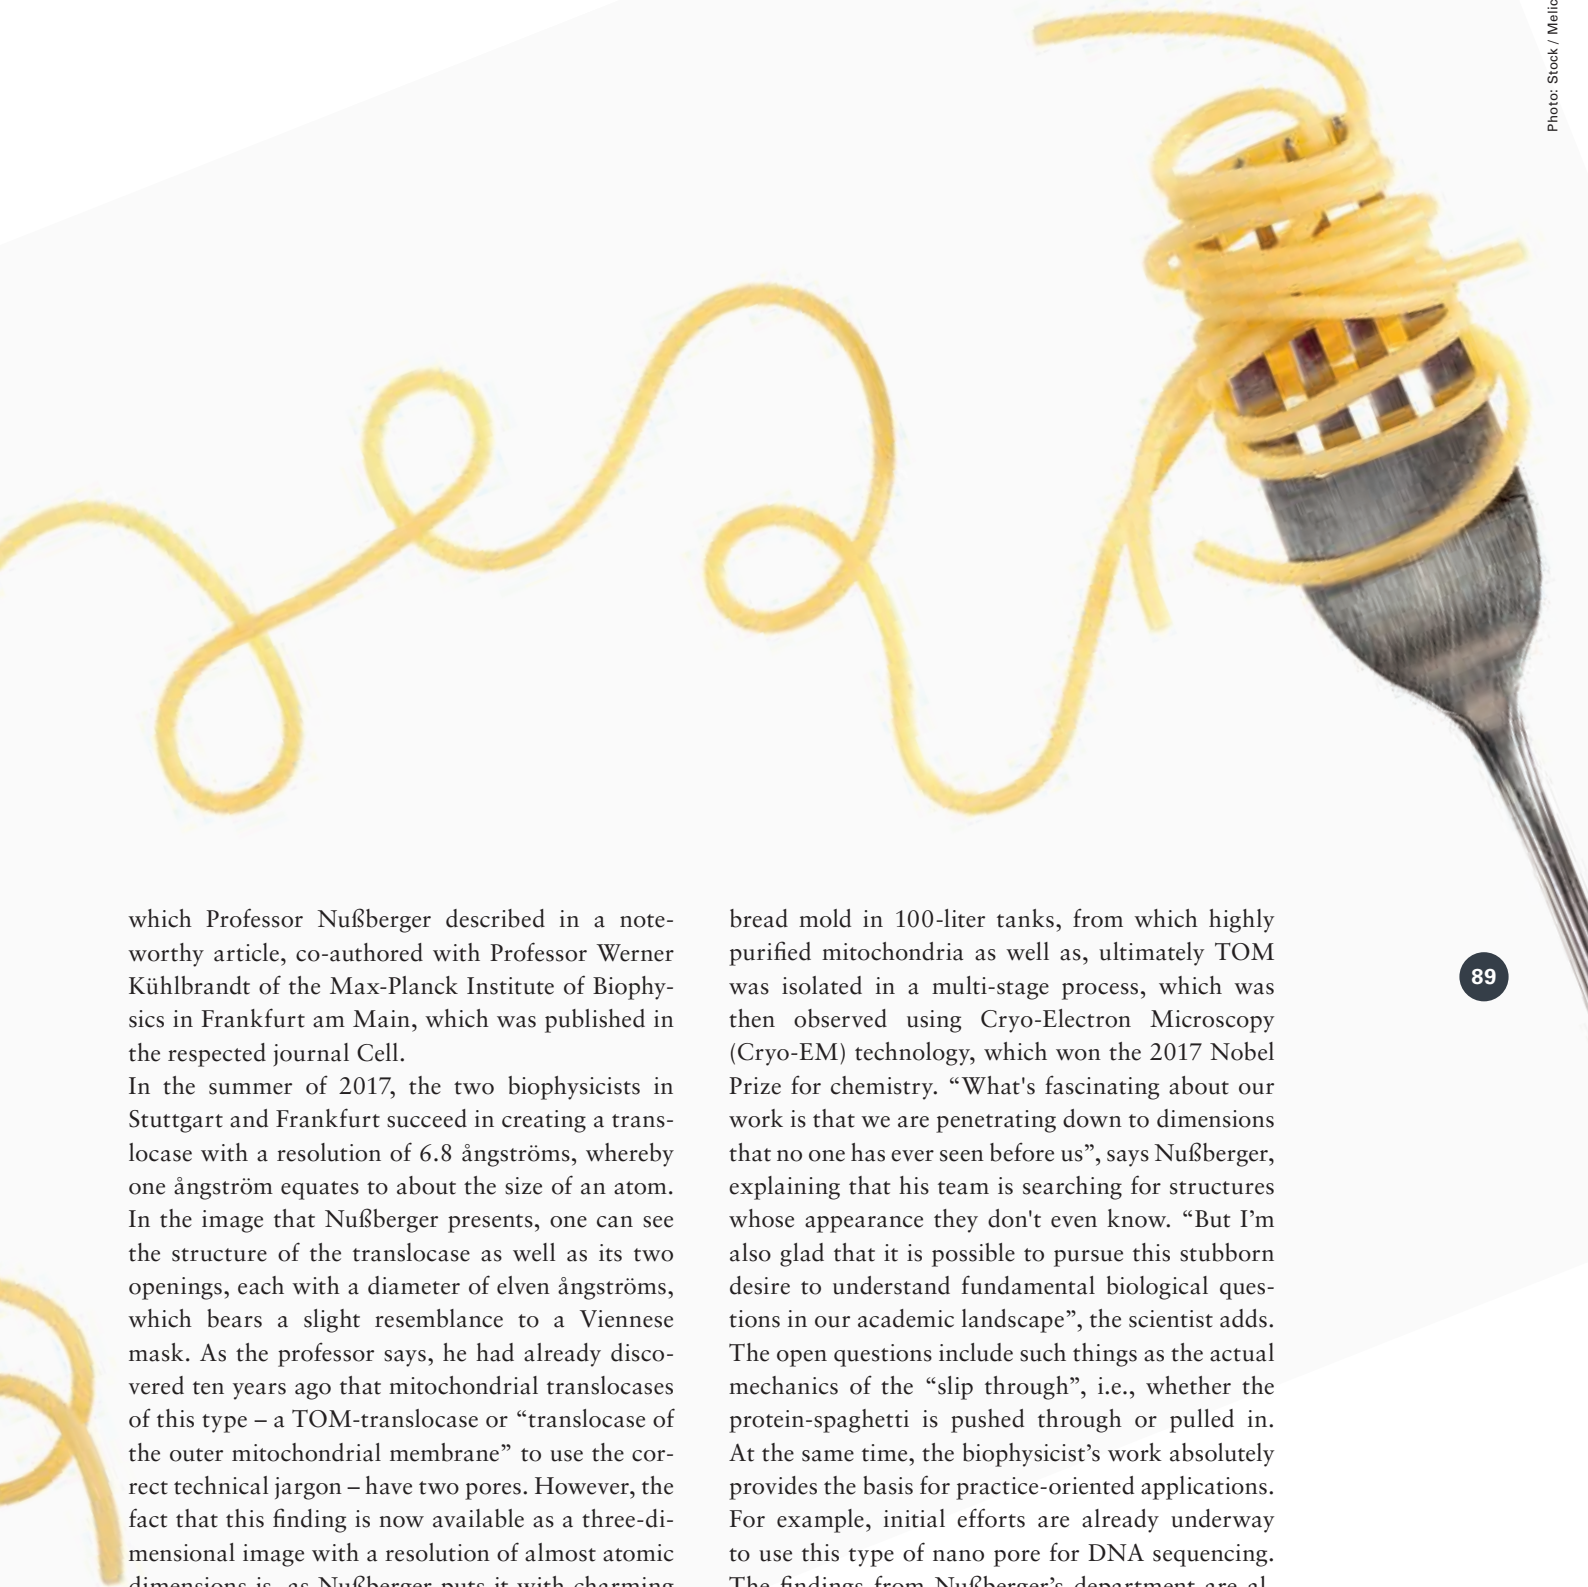 Photo: Stock / Melic
which Professor Nußberger described in a note-
worthy article, co-authored with Professor Werner
Kühlbrandt of the Max-Planck Institute of Biophy-
sics in Frankfurt am Main, which was published in
the respected journal Cell.
In the summer of 2017, the two biophysicists in
Stuttgart and Frankfurt succeed in creating a trans-
locase with a resolution of 6.8 ångströms, whereby
one ångström equates to about the size of an atom.
In the image that Nußberger presents, one can see
the structure of the translocase as well as its two
openings, each with a diameter of elven ångströms,
which bears a slight resemblance to a Viennese
mask. As the professor says, he had already disco-
vered ten years ago that mitochondrial translocases
of this type – a TOM-translocase or “translocase of
the outer mitochondrial membrane” to use the cor-
rect technical jargon – have two pores. However, the
fact that this finding is now available as a three-di-
mensional image with a resolution of almost atomic
dimensions is, as Nußberger puts it with charming
bread mold in 100-liter tanks, from which highly
purified mitochondria as well as, ultimately TOM
was isolated in a multi-stage process, which was
then observed using Cryo-Electron Microscopy
(Cryo-EM) technology, which won the 2017 Nobel
Prize for chemistry. “What's fascinating about our
work is that we are penetrating down to dimensions
that no one has ever seen before us”, says Nußberger,
explaining that his team is searching for structures
whose appearance they don't even know. “But I’m
also glad that it is possible to pursue this stubborn
desire to understand fundamental biological ques-
tions in our academic landscape”, the scientist adds.
The open questions include such things as the actual
mechanics of the “slip through”, i.e., whether the
protein-spaghetti is pushed through or pulled in.
At the same time, the biophysicist’s work absolutely
provides the basis for practice-oriented applications.
For example, initial efforts are already underway
to use this type of nano pore for DNA sequencing.
The findings from Nußberger’s department are al-
89